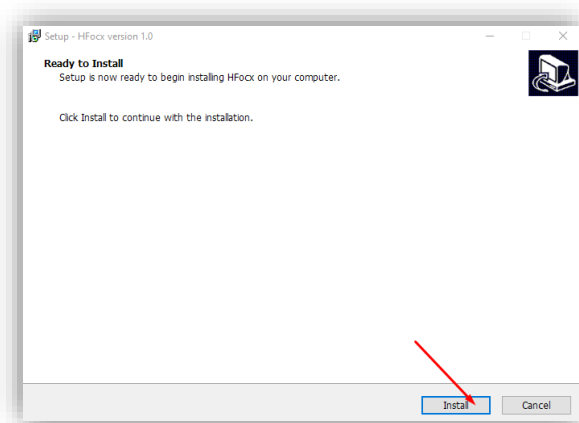 Setup - HFocx version 1.0
Ready to Install
Setup is now ready to begin installing HFocx on your computer.
Click Install to continue with the installation.
Install
Cancel